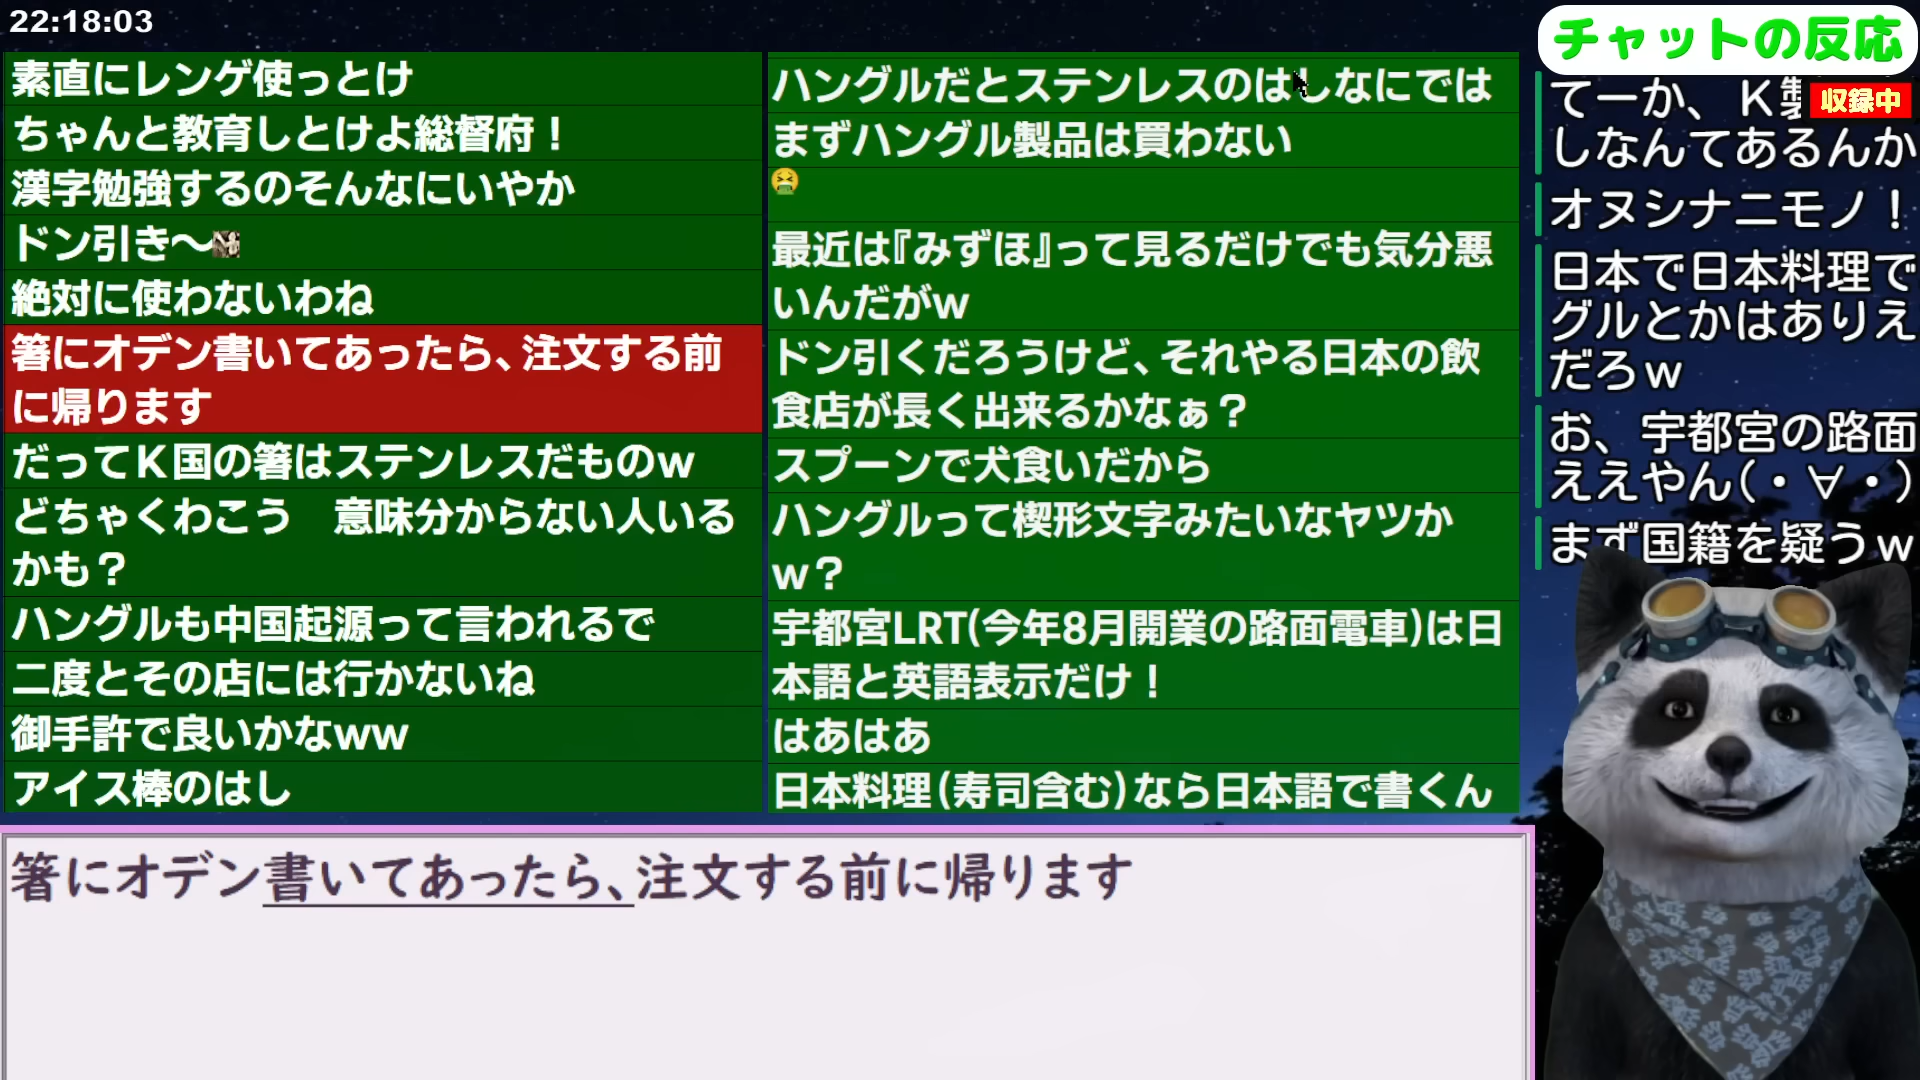 22:18:03
素直にレンゲ使っとけ
ちゃんと教育しとけよ総督府！
漢字勉強するのそんなにいやか
ドン引き～
絶対に使わないわね
箸にオデン書いてあったら、注文する前
に帰ります
だってＫ国の箸はステンレスだものw
どちゃくわこう　意味分からない人いる
かも？
ハングルも中国起源って言われるで
二度とその店には行かないね
御手許で良いかなww
アイス棒のはし
ハングルだとステンレスのはしなにでは
まずハングル製品は買わない
最近は『みずほ』って見るだけでも気分悪
いんだがw
ドン引くだろうけど、それやる日本の飲
食店が長く出来るかなぁ？
スプーンで犬食いだから
ハングルって楔形文字みたいなヤツか
w？
宇都宮LRT(今年8月開業の路面電車)は日
本語と英語表示だけ！
はあはあ
日本料理(寿司含む)なら日本語で書くん
チャットの反応
収録中
てーか、Ｋ製
しなんてあるんか
オヌシナニモノ！
日本で日本料理で
グルとかはありえ
だろｗ
お、宇都宮の路面
ええやん(・∀・)
まず国籍を疑うｗ
箸にオデン書いてあったら、注文する前に帰ります